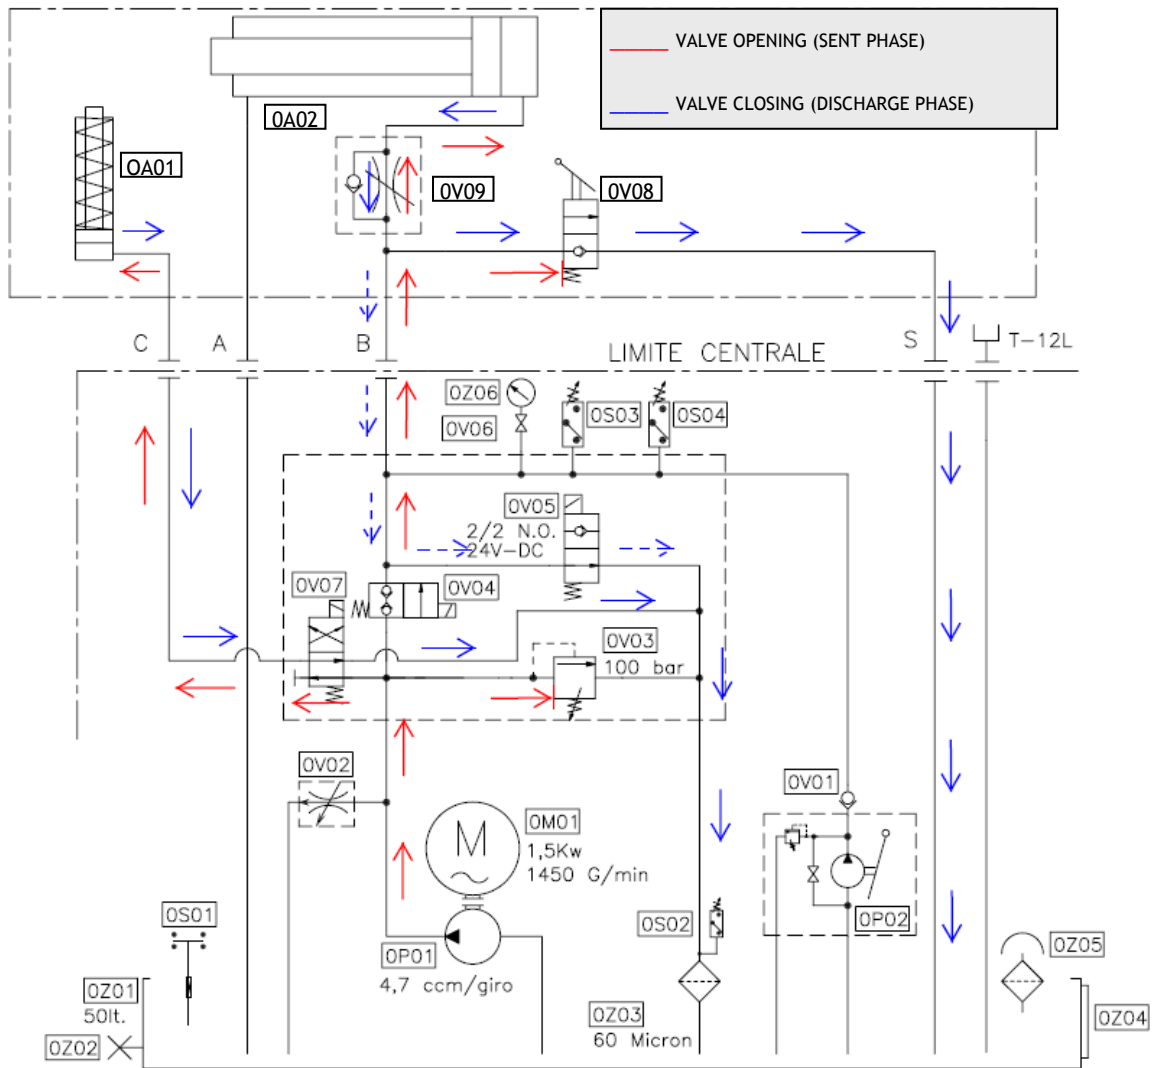 VALVE OPENING (SENT PHASE)
VALVE CLOSING (DISCHARGE PHASE)
0A02
OA01
0V09
0V08
C
A
B
S
T-12L
LIMITE CENTRALE
0Z06
0V06
0S03
0S04
0V05
2/2 N.O.
24V-DC
0V07
0V04
0V03
100 bar
0V02
0V01
M
0M01
1,5Kw
1450 G/min
0S01
0S02
0P02
0P01
4,7 ccm/giro
0Z05
0Z01
50lt.
0Z03
60 Micron
0Z02
0Z04